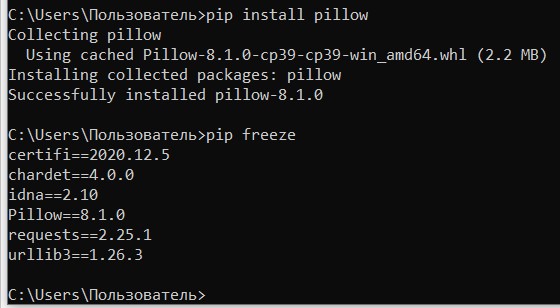 C:\Users\Пользователь>pip install pillow
Collecting pillow
  Using cached Pillow-8.1.0-cp39-cp39-win_amd64.whl (2.2 MB)
Installing collected packages: pillow
Successfully installed pillow-8.1.0
C:\Users\Пользователь>pip freeze
certifi==2020.12.5
chardet==4.0.0
idna==2.10
Pillow==8.1.0
requests==2.25.1
urllib3==1.26.3
C:\Users\Пользователь>